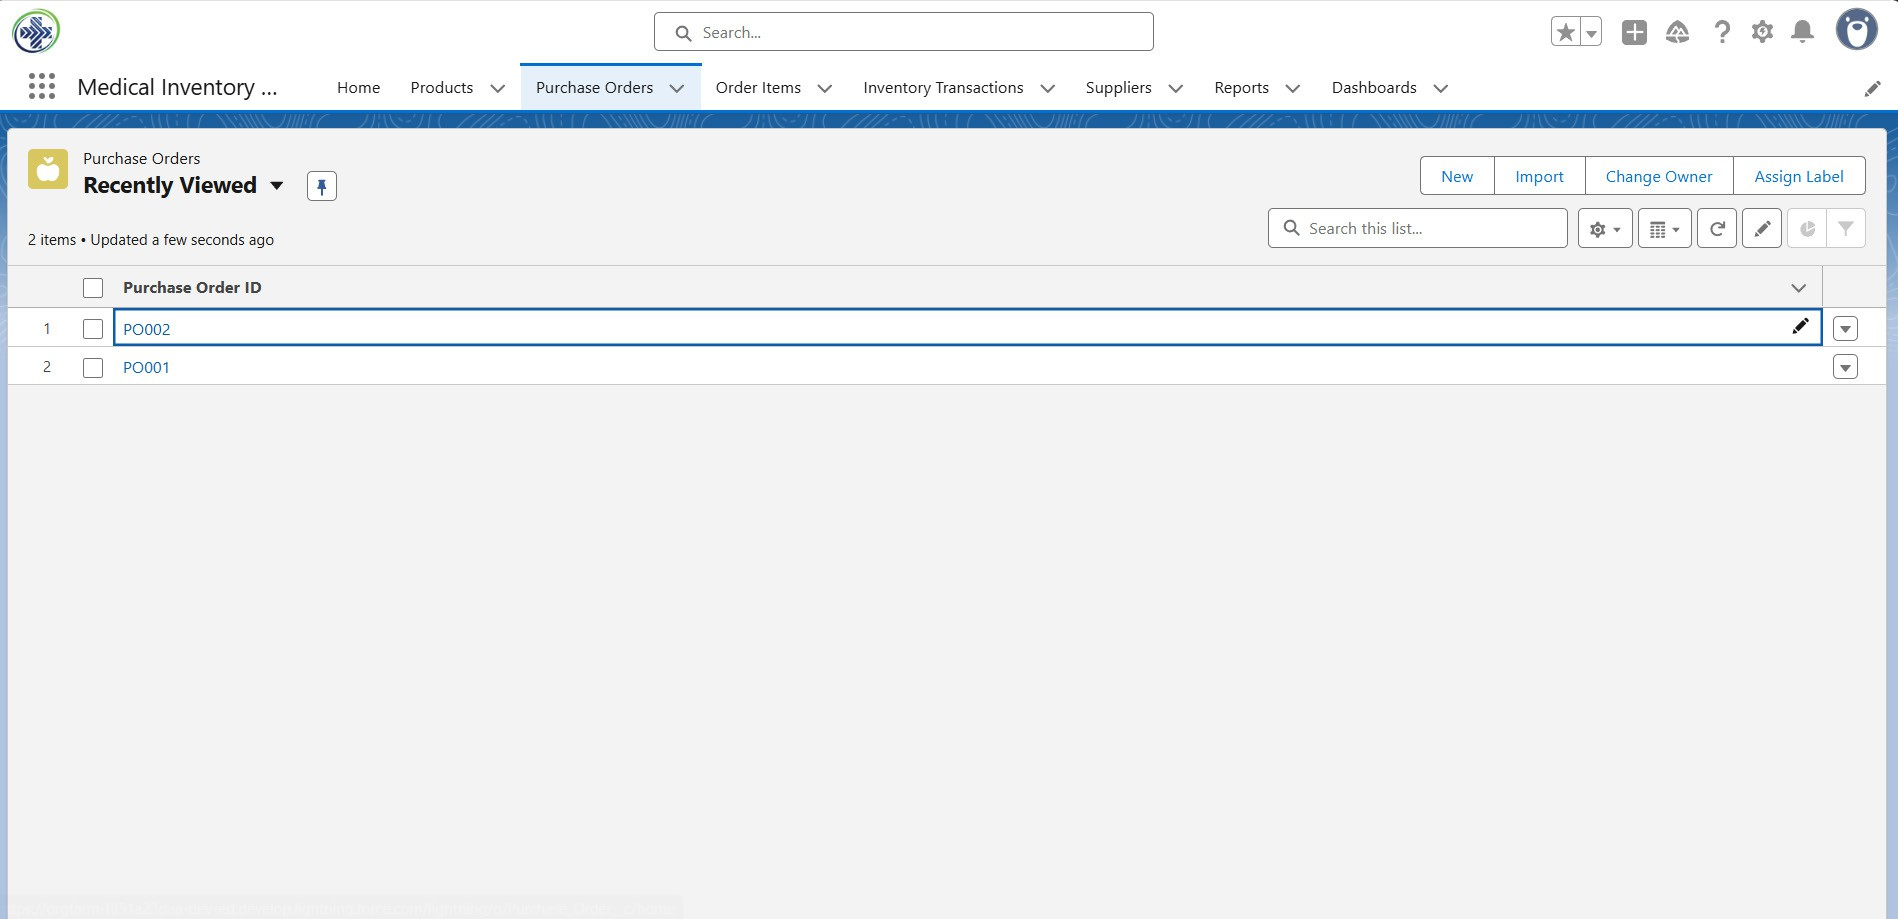 Search...
Medical Inventory ...
Home
Products
Purchase Orders
Order Items
Inventory Transactions
Suppliers
Reports
Dashboards
Purchase Orders
Recently Viewed
New
Import
Change Owner
Assign Label
2 items • Updated a few seconds ago
Search this list...
Purchase Order ID
1
PO002
2
PO001